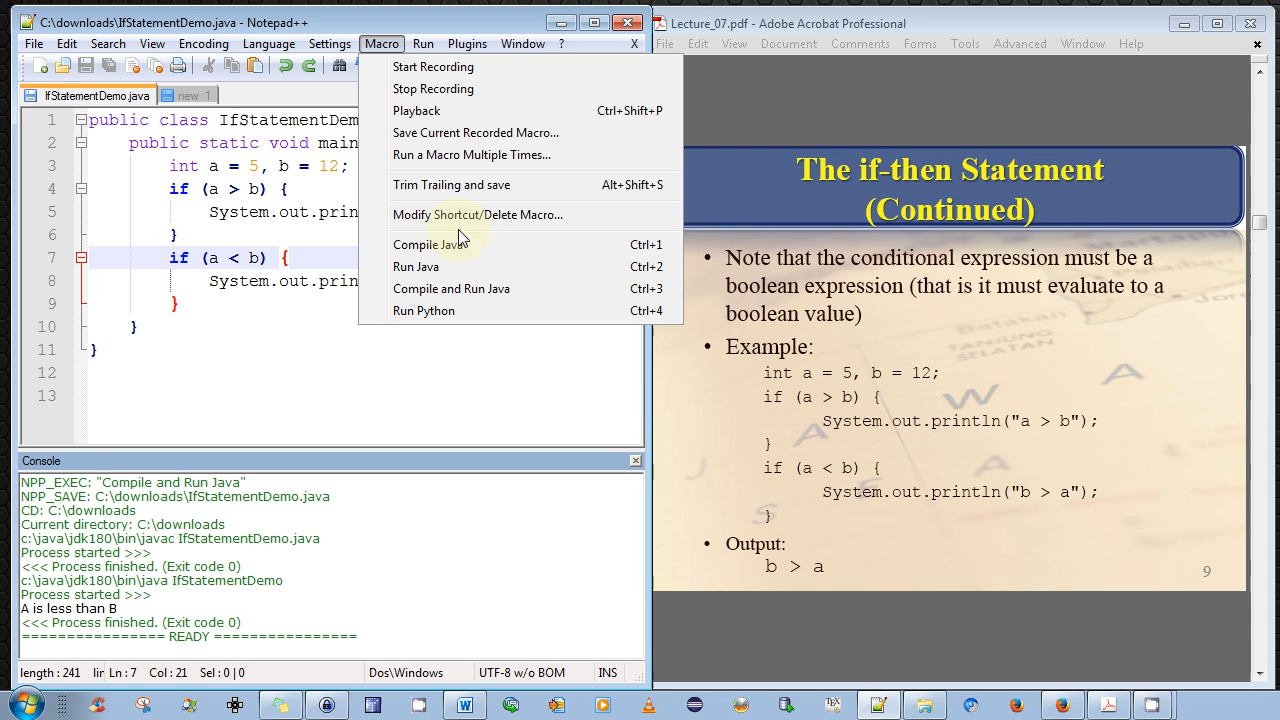 C:\downloads\IfStatementDemo.java - Notepad++
File Edit Search View Encoding Language Settings Macro Run Plugins Window ? X
IfStatementDemo.java new 1
1 public class IfStatementDem
2 public static void main
3 int a = 5, b = 12;
4 if (a > b) {
5 System.out.prin
6 }
7 if (a < b) {
8 System.out.prin
9 }
10 }
11 }
12
13
Start Recording
Stop Recording
Playback Ctrl+Shift+P
Save Current Recorded Macro...
Run a Macro Multiple Times...
Trim Trailing and save Alt+Shift+S
Modify Shortcut/Delete Macro...
Compile Java Ctrl+1
Run Java Ctrl+2
Compile and Run Java Ctrl+3
Run Python Ctrl+4
Console
NPP_EXEC: "Compile and Run Java"
NPP_SAVE: C:\downloads\IfStatementDemo.java
CD: C:\downloads
Current directory: C:\downloads
c:\java\jdk180\bin\javac IfStatementDemo.java
Process started >>>
<<< Process finished. (Exit code 0)
c:\java\jdk180\bin\java IfStatementDemo
Process started >>>
A is less than B
<<< Process finished. (Exit code 0)
================ READY ================
length : 241 lin Ln : 7 Col : 21 Sel : 0 | 0 Dos\Windows UTF-8 w/o BOM INS
Lecture_07.pdf - Adobe Acrobat Professional
File Edit View Document Comments Forms Tools Advanced Window Help
The if-then Statement
(Continued)
• Note that the conditional expression must be a
boolean expression (that is it must evaluate to a
boolean value)
• Example:
int a = 5, b = 12;
if (a > b) {
System.out.println("a > b");
}
if (a < b) {
System.out.println("b > a");
}
• Output:
b > a
9